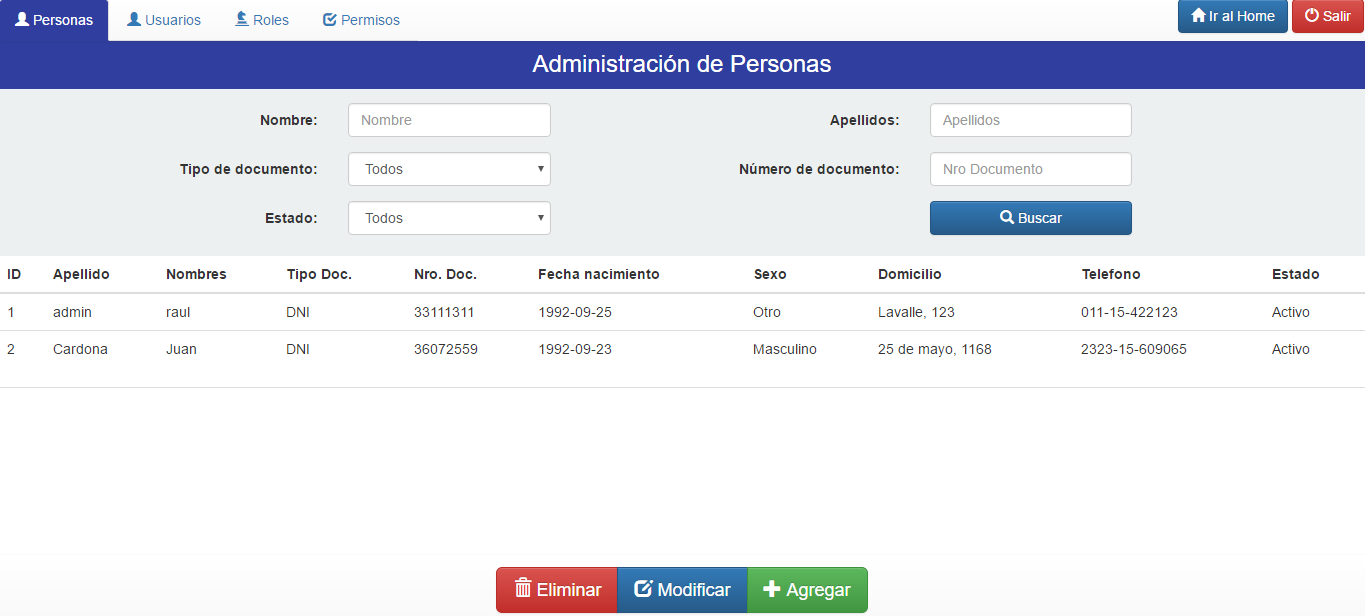 Personas Usuarios Roles Permisos Ir al Home Salir
Administración de Personas
Nombre: Nombre Apellidos: Apellidos
Tipo de documento: Todos Número de documento: Nro Documento
Estado: Todos Buscar
ID Apellido Nombres Tipo Doc. Nro. Doc. Fecha nacimiento Sexo Domicilio Telefono Estado
1 admin raul DNI 33111311 1992-09-25 Otro Lavalle, 123 011-15-422123 Activo
2 Cardona Juan DNI 36072559 1992-09-23 Masculino 25 de mayo, 1168 2323-15-609065 Activo
Eliminar Modificar Agregar